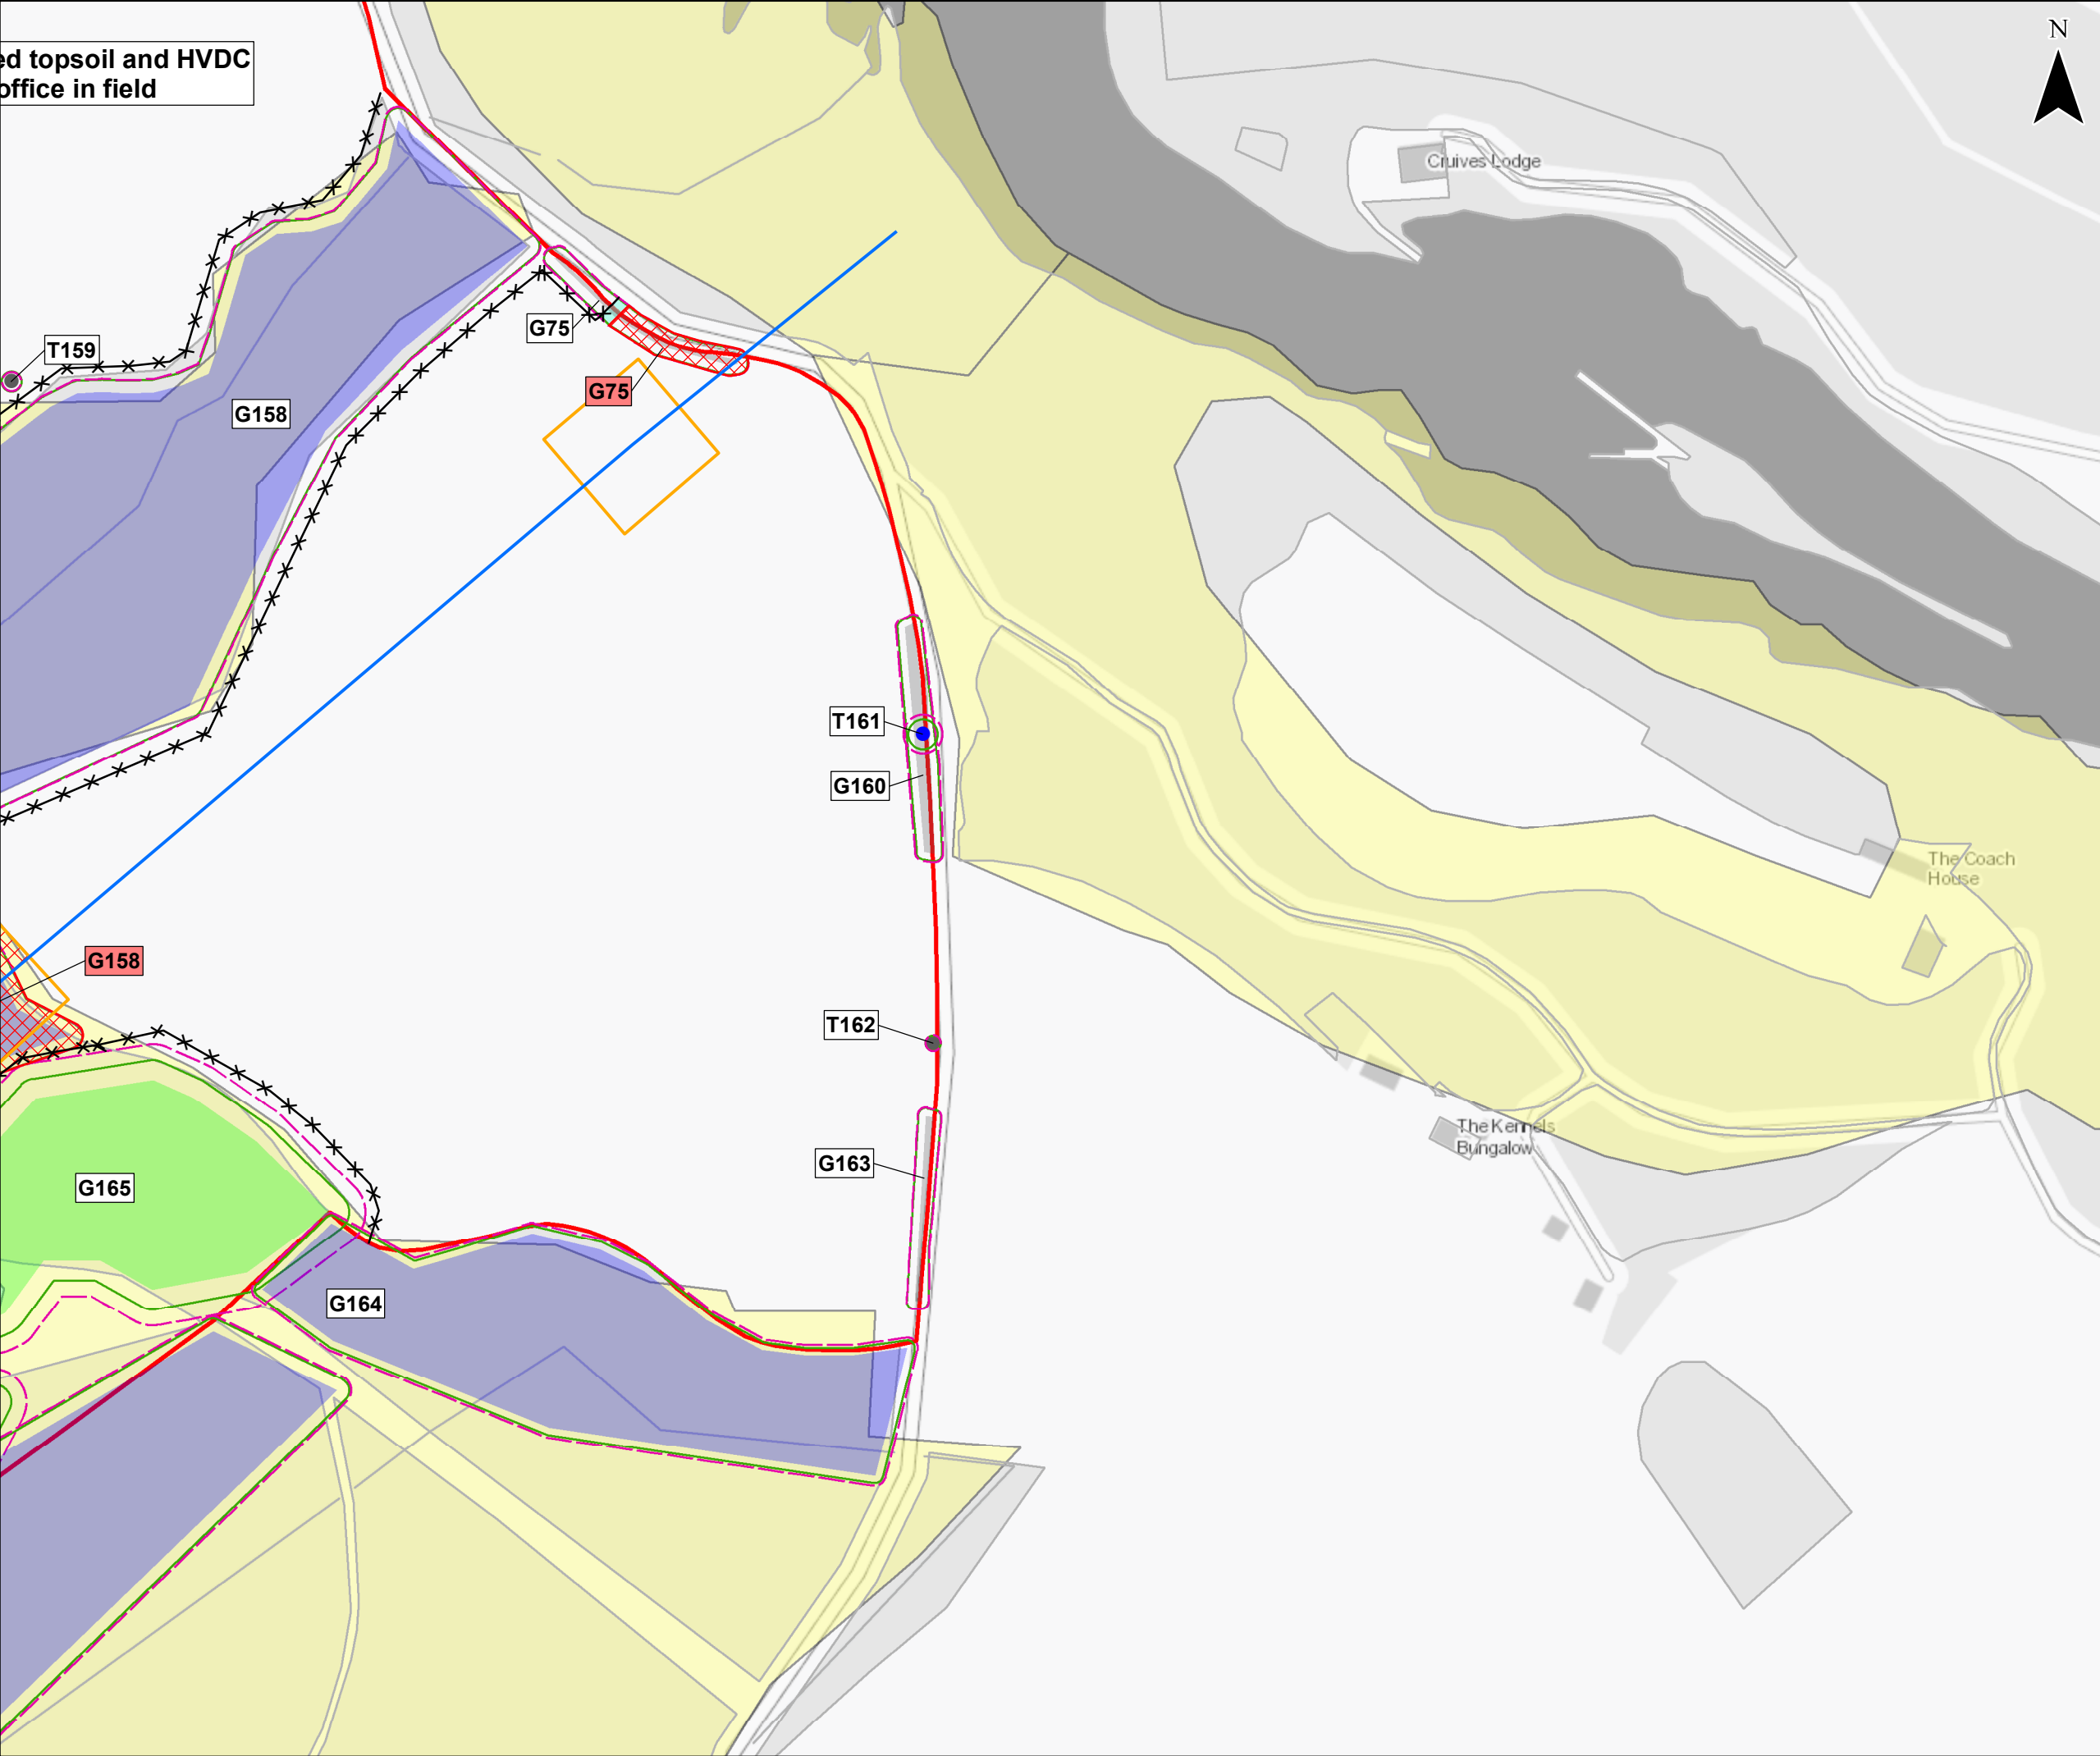 ed topsoil and HVDC
office in field
N
Cruives Lodge
G75
T159
G75
G158
T161
G160
The Coach
House
G158
T162
The Kennels
Bungalow
G163
G165
G164